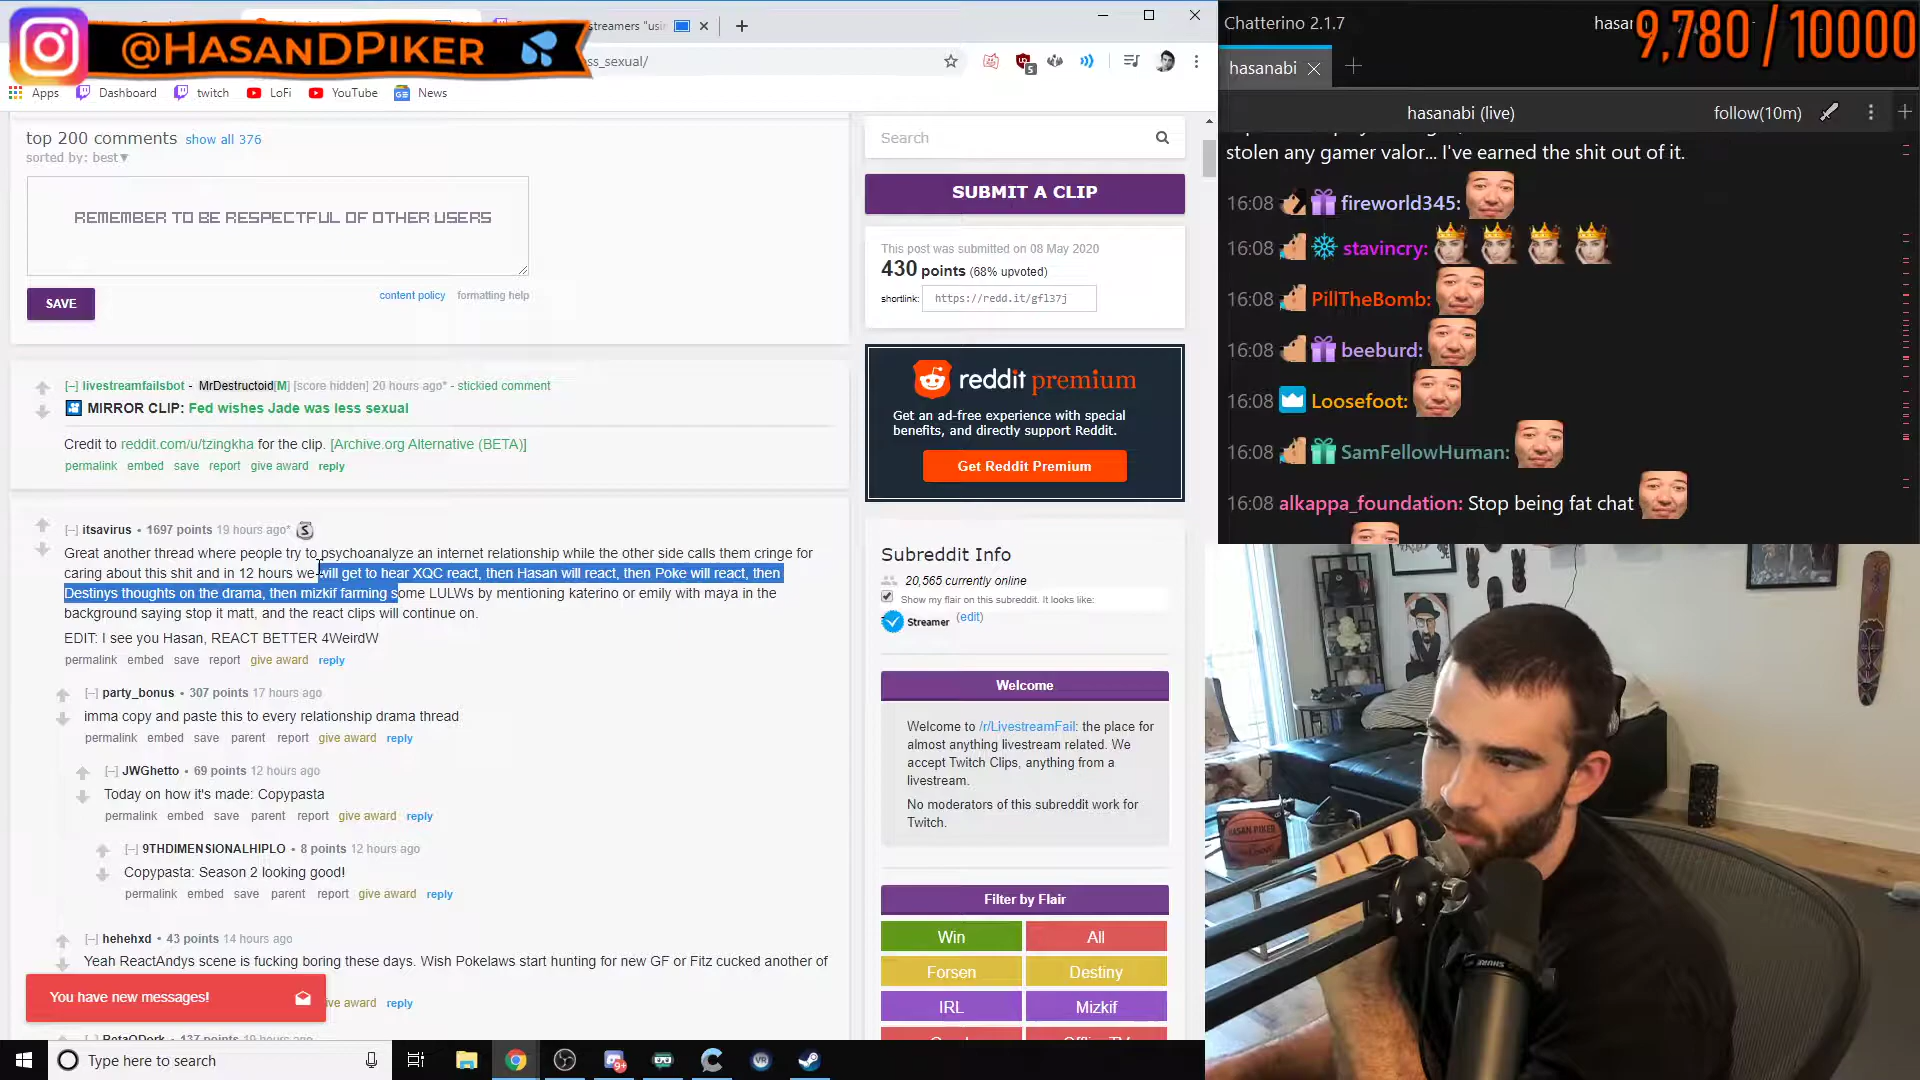 @HASANDPIKER
streamers "usin
ss_sexual/
Apps Dashboard twitch LoFi YouTube News
top 200 comments show all 376
sorted by: best▼
REMEMBER TO BE RESPECTFUL OF OTHER USERS
SAVE
content policy formatting help
[–] livestreamfailsbot - MrDestructoid[M] [score hidden] 20 hours ago* - stickied comment
MIRROR CLIP: Fed wishes Jade was less sexual
Credit to reddit.com/u/tzingkha for the clip. [Archive.org Alternative (BETA)]
permalink embed save report give award reply
[–] itsavirus • 1697 points 19 hours ago*
Great another thread where people try to psychoanalyze an internet relationship while the other side calls them cringe for
caring about this shit and in 12 hours we will get to hear XQC react, then Hasan will react, then Poke will react, then
Destinys thoughts on the drama, then mizkif farming some LULWs by mentioning katerino or emily with maya in the
background saying stop it matt, and the react clips will continue on.
EDIT: I see you Hasan, REACT BETTER 4WeirdW
permalink embed save report give award reply
[–] party_bonus • 307 points 17 hours ago
imma copy and paste this to every relationship drama thread
permalink embed save parent report give award reply
[–] JWGhetto • 69 points 12 hours ago
Today on how it's made: Copypasta
permalink embed save parent report give award reply
[–] 9THDIMENSIONALHIPLO • 8 points 12 hours ago
Copypasta: Season 2 looking good!
permalink embed save parent report give award reply
[–] hehehxd • 43 points 14 hours ago
Yeah ReactAndys scene is fucking boring these days. Wish Pokelaws start hunting for new GF or Fitz cucked another of
give award reply
You have new messages!
Search
SUBMIT A CLIP
This post was submitted on 08 May 2020
430 points (68% upvoted)
shortlink: https://redd.it/gfl37j
reddit premium
Get an ad-free experience with special
benefits, and directly support Reddit.
Get Reddit Premium
Subreddit Info
20,565 currently online
Show my flair on this subreddit. It looks like:
Streamer (edit)
Welcome
Welcome to /r/LivestreamFail: the place for
almost anything livestream related. We
accept Twitch Clips, anything from a
livestream.
No moderators of this subreddit work for
Twitch.
Filter by Flair
Win All
Forsen Destiny
IRL Mizkif
Type here to search
Chatterino 2.1.7
hasan
9,780 / 10000
hasanabi
hasanabi (live) follow(10m)
stolen any gamer valor... I've earned the shit out of it.
16:08 fireworld345:
16:08 stavincry:
16:08 PillTheBomb:
16:08 beeburd:
16:08 Loosefoot:
16:08 SamFellowHuman:
16:08 alkappa_foundation: Stop being fat chat
HASAN PIKER